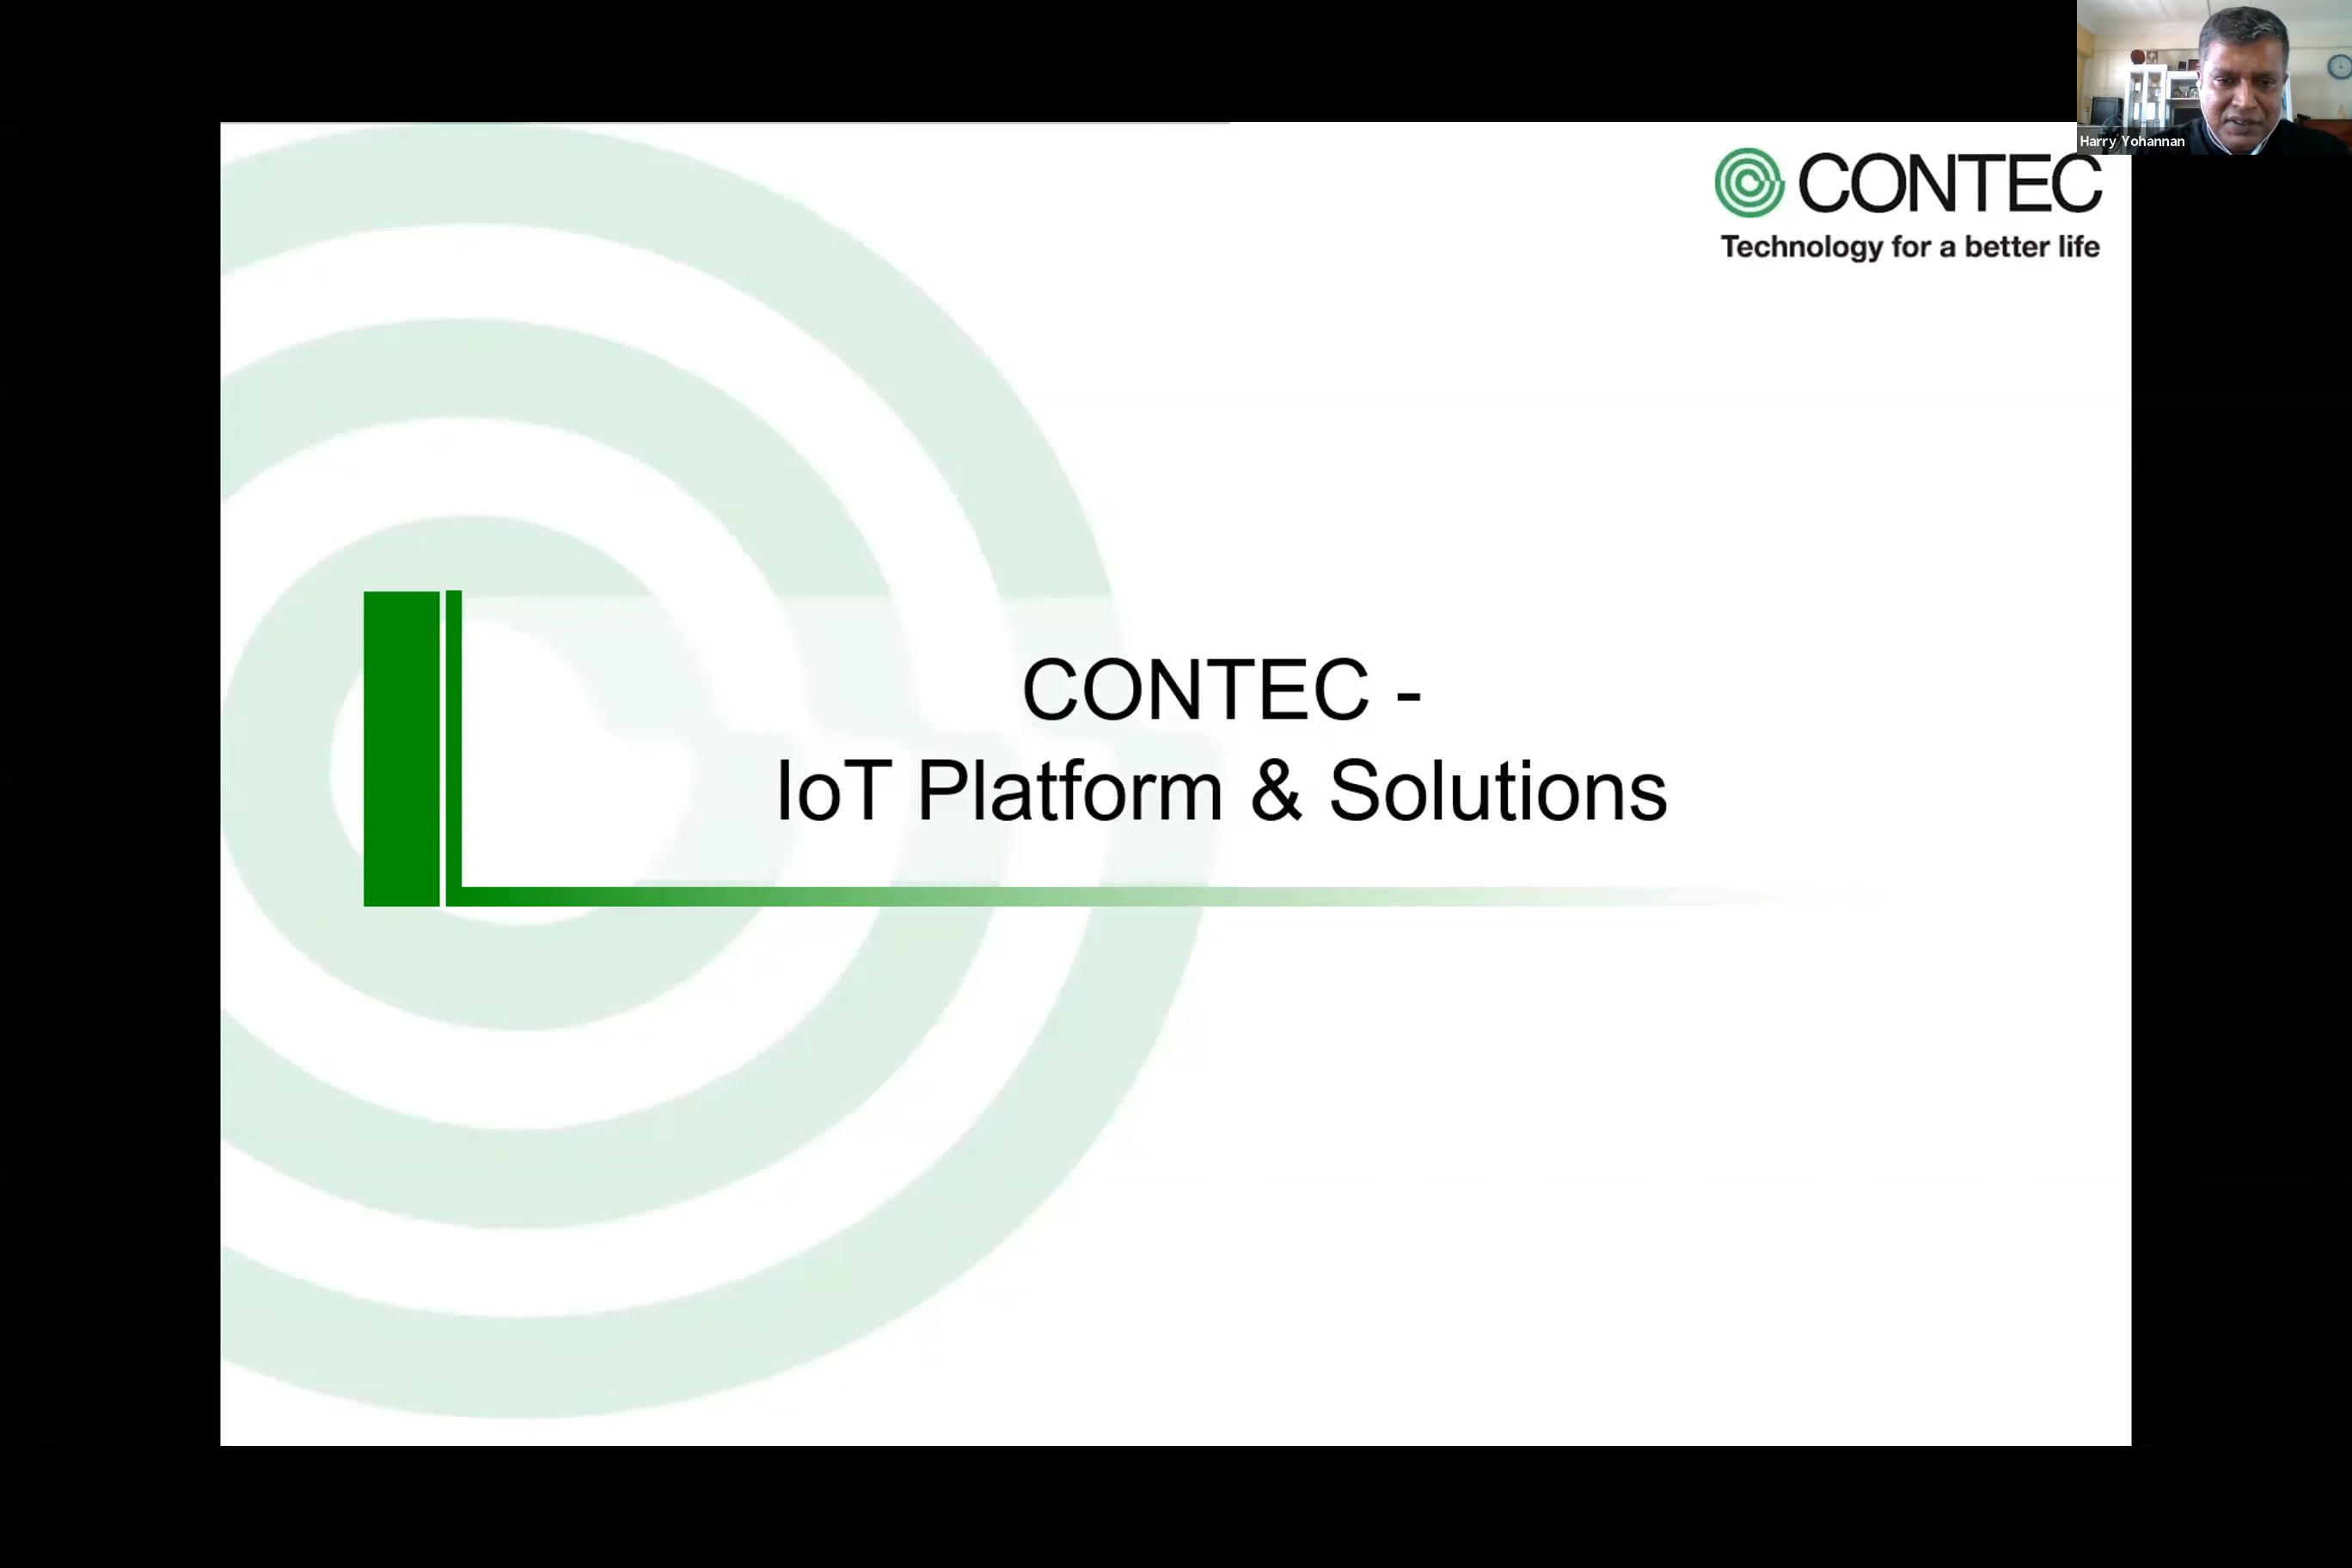 Harry Yohannan
CONTEC
Technology for a better life
CONTEC -
IoT Platform & Solutions